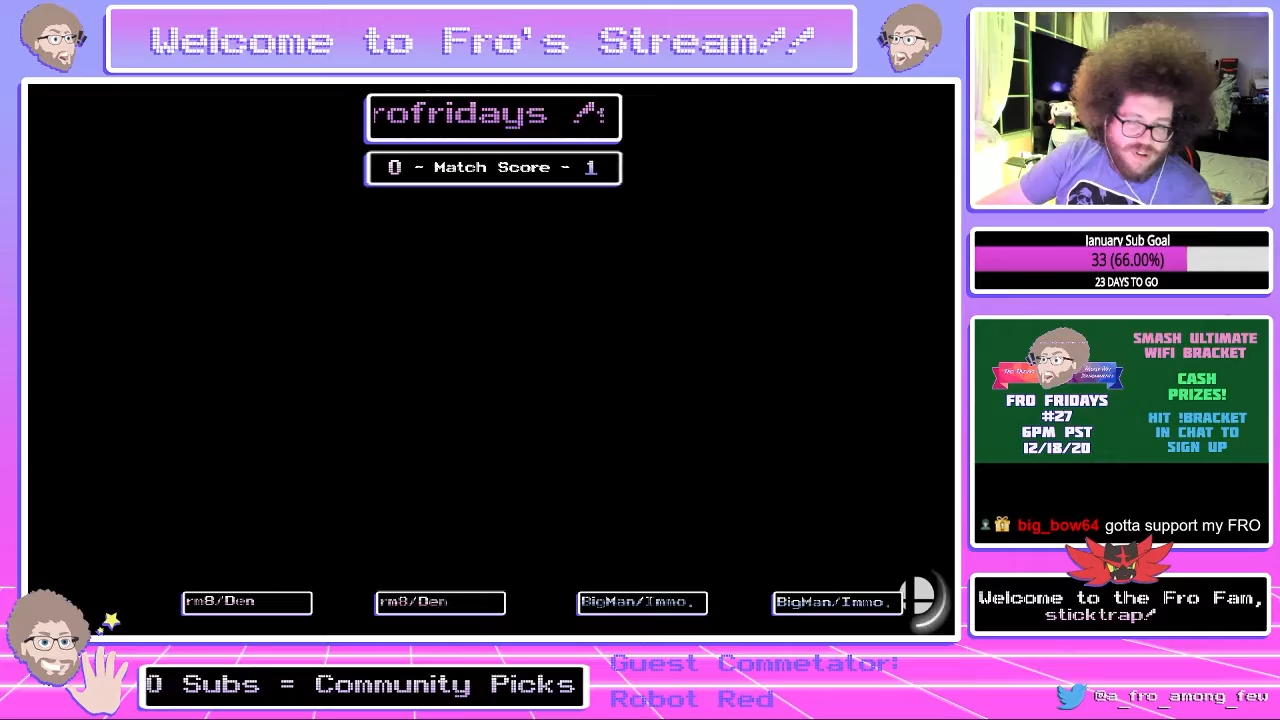 Welcome to Fro's Stream!!
rofridays
0 - Match Score - 1
January Sub Goal
33 (66.00%)
23 DAYS TO GO
FRO FRIDAYS
#27
6PM PST
12/18/20
SMASH ULTIMATE
WIFI BRACKET
CASH
PRIZES!
HIT !BRACKET
IN CHAT TO
SIGN UP
big_bow64 gotta support my FRO
rm8/Den
rm8/Den
BigMan/Immo.
BigMan/Immo.
Welcome to the Fro Fam,
sticktrap!
0 Subs = Community Picks
Guest Commetator:
Robot Red
@a_fro_among_few